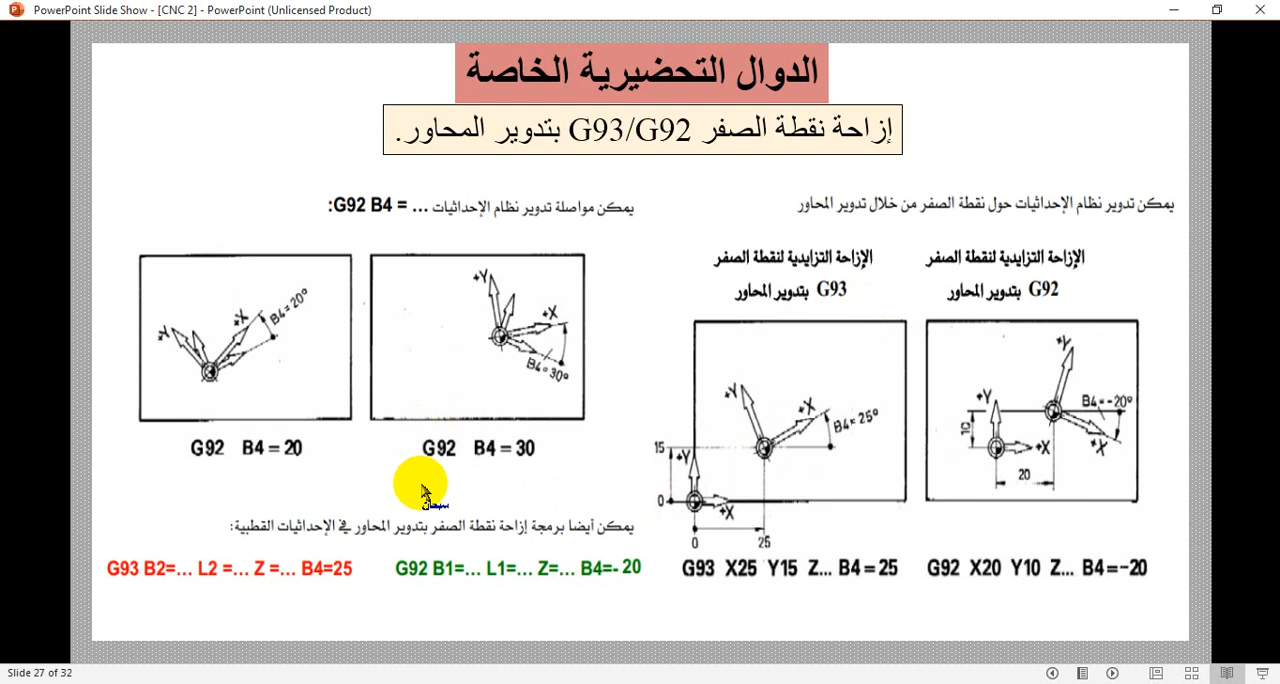 PowerPoint Slide Show - [CNC 2] - PowerPoint (Unlicensed Product)
الدوال التحضيرية الخاصة
إزاحة نقطة الصفر G93/G92 بتدوير المحاور.
يمكن تدوير نظام الإحداثيات حول نقطة الصفر من خلال تدوير المحاور
الإزاحة التزايدية لنقطة الصفر
G92 بتدوير المحاور
+Y
B4=-20°
+Y
10
+X
+X
20
G92 X20 Y10 Z... B4=-20
الإزاحة التزايدية لنقطة الصفر
G93 بتدوير المحاور
+Y
+X
B4=25°
15
+Y
0
+X
0
25
G93 X25 Y15 Z... B4=25
يمكن مواصلة تدوير نظام الإحداثيات G92 B4 = ...:
+Y
+X
B4=30°
G92 B4 = 30
+Y
+X
B4=20°
G92 B4 = 20
يمكن أيضا برمجة إزاحة نقطة الصفر بتدوير المحاور في الإحداثيات القطبية:
G92 B1=... L1=... Z=... B4=- 20
G93 B2=... L2 =... Z =... B4=25
Slide 27 of 32